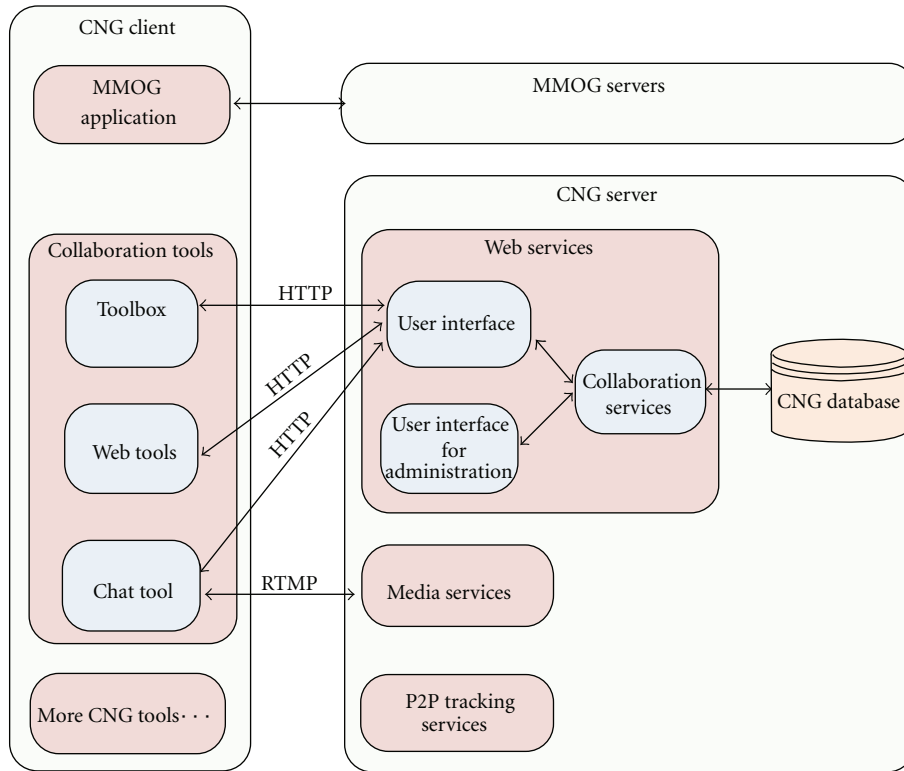 CNG client
MMOG
application
MMOG servers
CNG server
Collaboration tools
Toolbox
Web tools
Chat tool
More CNG tools· · ·
HTTP
HTTP
HTTP
RTMP
Web services
User interface
User interface
for
administration
Collaboration
services
CNG database
Media services
P2P tracking
services